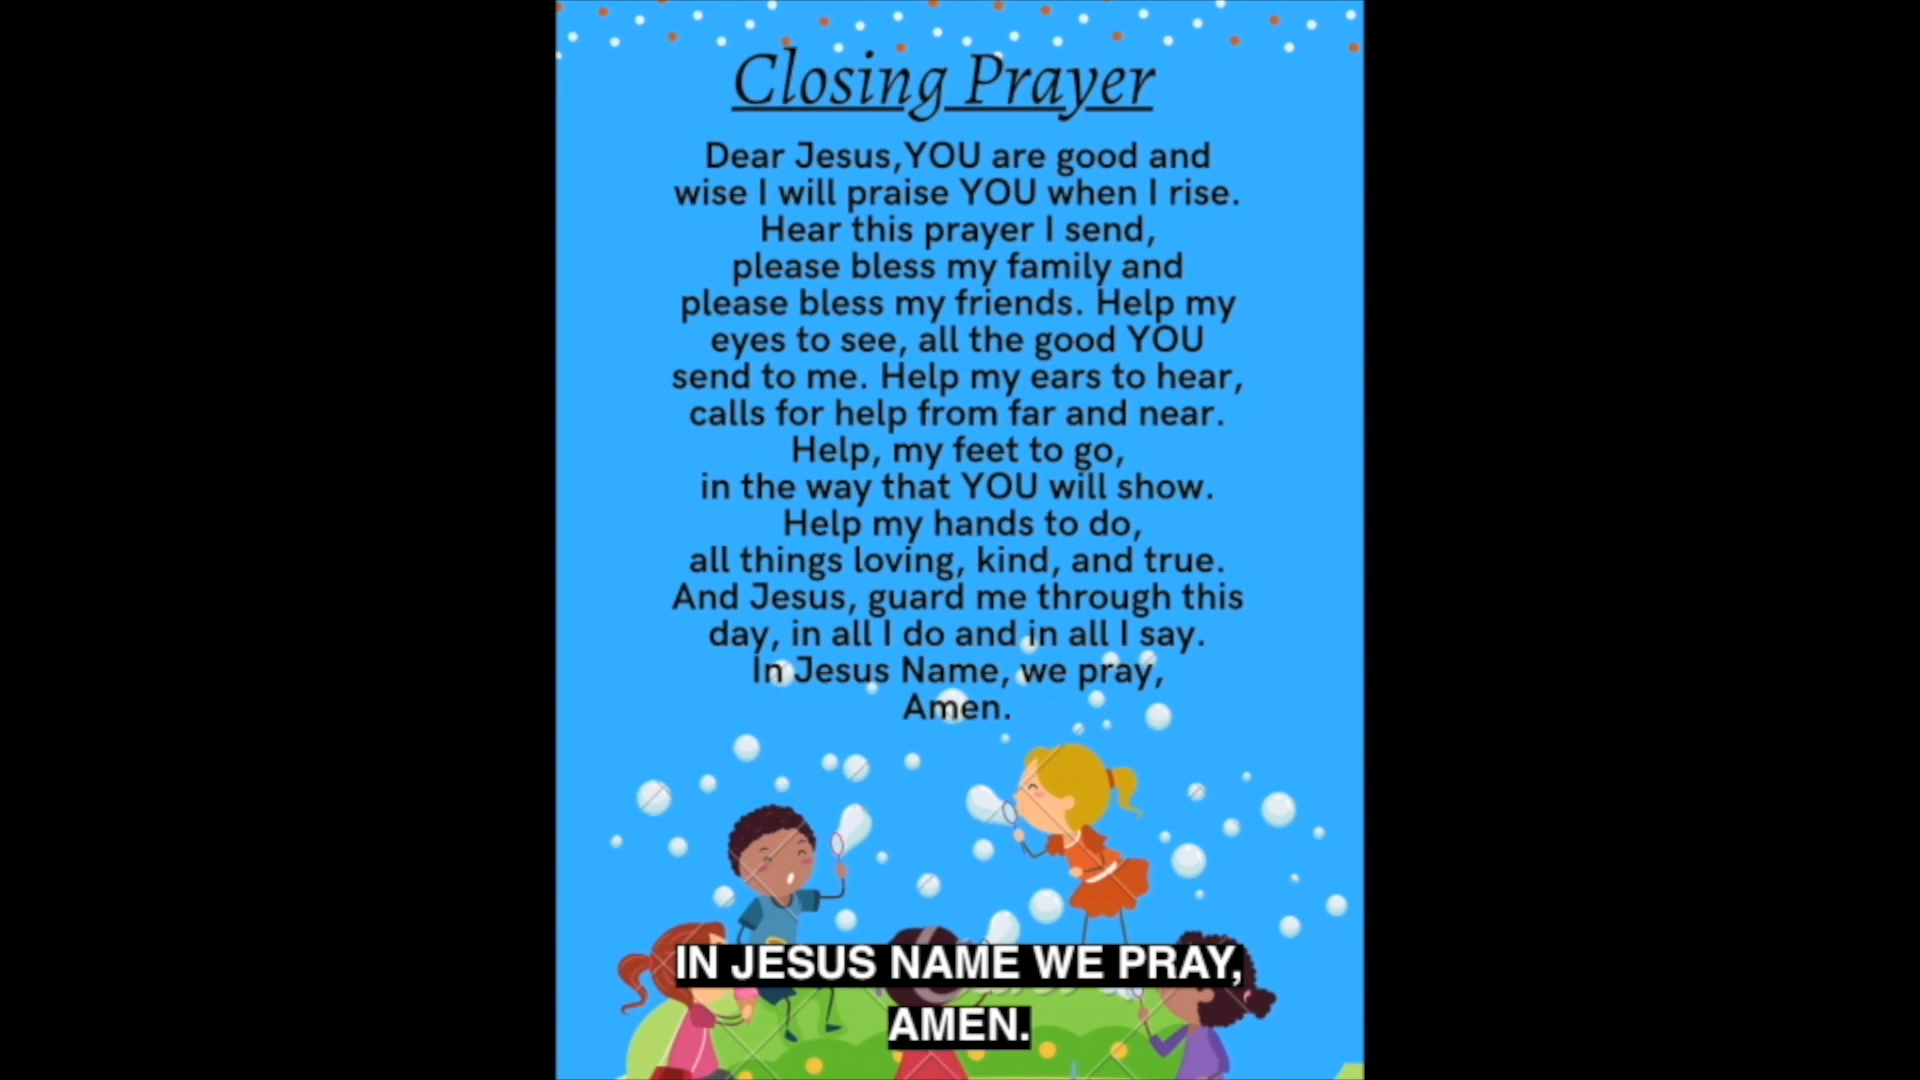 Closing Prayer
Dear Jesus,YOU are good and
wise I will praise YOU when I rise.
Hear this prayer I send,
please bless my family and
please bless my friends. Help my
eyes to see, all the good YOU
send to me. Help my ears to hear,
calls for help from far and near.
Help, my feet to go,
in the way that YOU will show.
Help my hands to do,
all things loving, kind, and true.
And Jesus, guard me through this
day, in all I do and in all I say.
In Jesus Name, we pray,
Amen.
IN JESUS NAME WE PRAY,
AMEN.